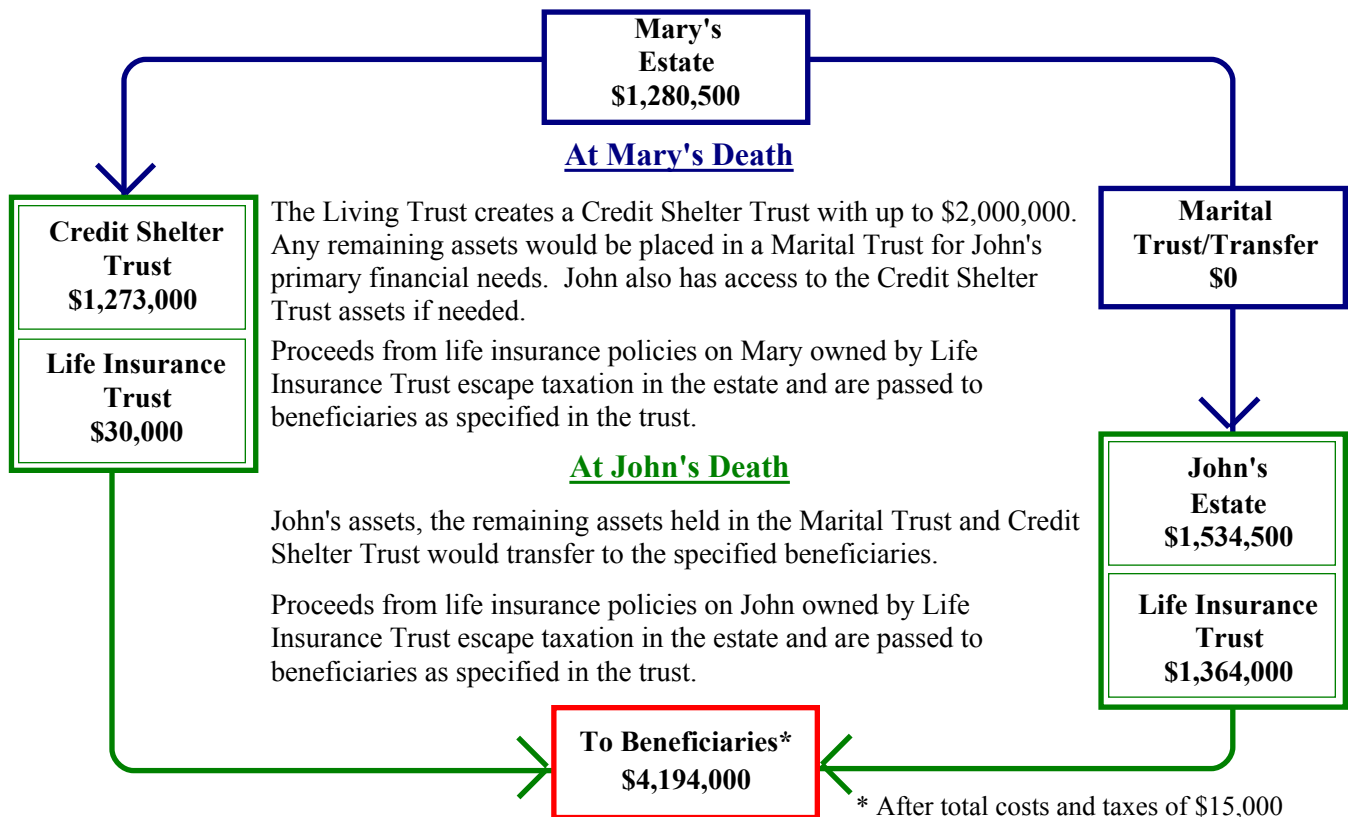 Mary's
Estate
$1,280,500
At Mary's Death
Credit Shelter
Trust
$1,273,000
Life Insurance
Trust
$30,000
The Living Trust creates a Credit Shelter Trust with up to $2,000,000.
Any remaining assets would be placed in a Marital Trust for John's
primary financial needs.  John also has access to the Credit Shelter
Trust assets if needed.
Proceeds from life insurance policies on Mary owned by Life
Insurance Trust escape taxation in the estate and are passed to
beneficiaries as specified in the trust.
Marital
Trust/Transfer
$0
At John's Death
John's assets, the remaining assets held in the Marital Trust and Credit
Shelter Trust would transfer to the specified beneficiaries.
Proceeds from life insurance policies on John owned by Life
Insurance Trust escape taxation in the estate and are passed to
beneficiaries as specified in the trust.
John's
Estate
$1,534,500
Life Insurance
Trust
$1,364,000
To Beneficiaries*
$4,194,000
* After total costs and taxes of $15,000